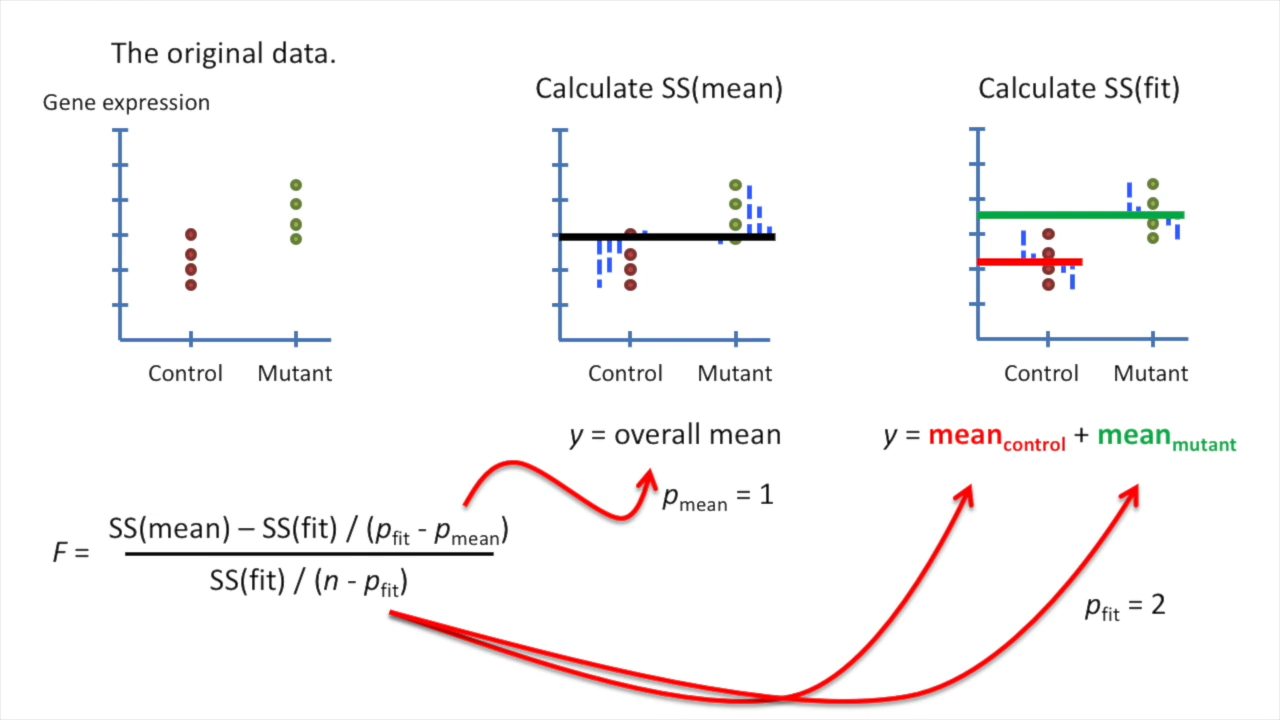 The original data.
Gene expression
Control Mutant
Calculate SS(mean)
Control Mutant
y = overall mean
pmean = 1
Calculate SS(fit)
Control Mutant
y = meancontrol + meanmutant
pfit = 2
F =
SS(mean) – SS(fit) / (pfit - pmean)
SS(fit) / (n - pfit)